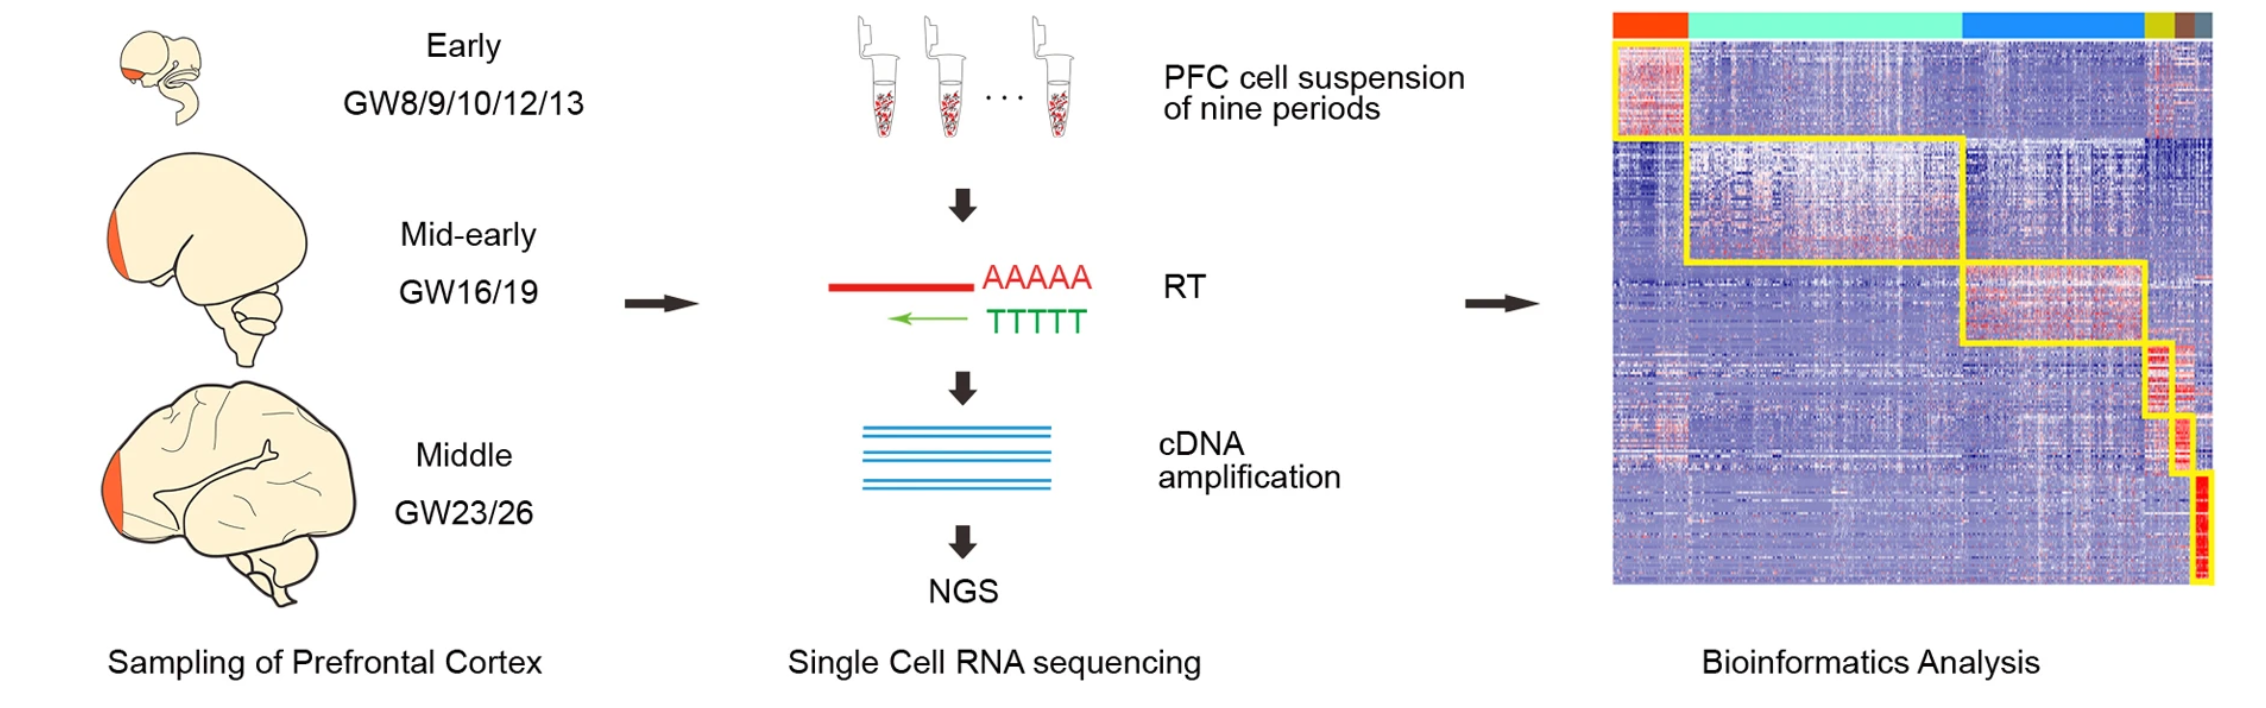 Early
GW8/9/10/12/13
Mid-early
GW16/19
Middle
GW23/26
Sampling of Prefrontal Cortex
...
PFC cell suspension
of nine periods
AAAAA
TTTTT
RT
cDNA
amplification
NGS
Single Cell RNA sequencing
Bioinformatics Analysis